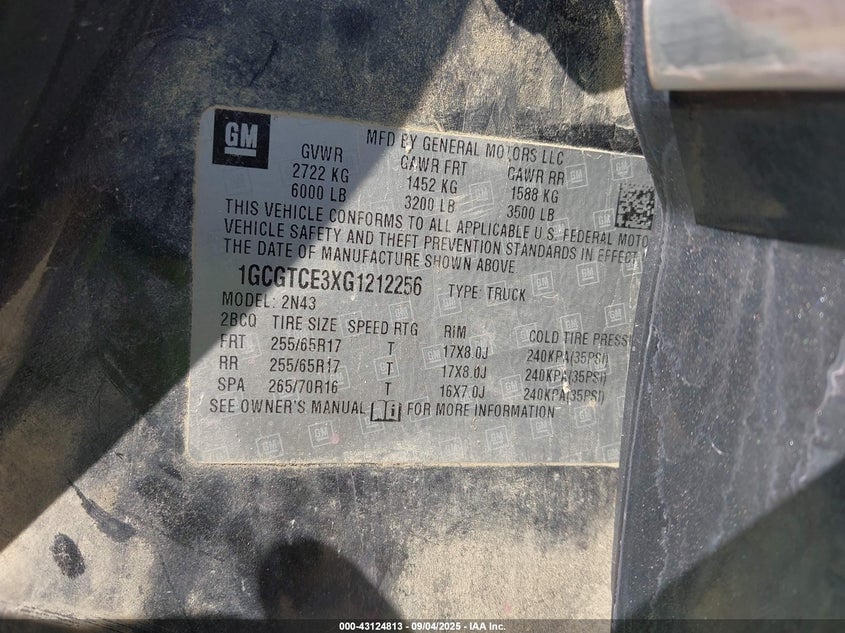 GM
MFD BY GENERAL MOTORS LLC
GVWR GAWR FRT GAWR RR
2722 KG 1452 KG 1588 KG
6000 LB 3200 LB 3500 LB
THIS VEHICLE CONFORMS TO ALL APPLICABLE U.S. FEDERAL MOTO
VEHICLE SAFETY AND THEFT PREVENTION STANDARDS IN EFFECT
THE DATE OF MANUFACTURE SHOWN ABOVE
1GCGTCE3XG1212256 TYPE: TRUCK
MODEL: 2N43
2BCQ TIRE SIZE SPEED RTG RIM COLD TIRE PRESS
FRT 255/65R17 T 17X8.0J 240KPA(35PSI)
RR 255/65R17 T 17X8.0J 240KPA(35PSI)
SPA 265/70R16 T 16X7.0J 240KPA(35PSI)
SEE OWNER'S MANUAL FOR MORE INFORMATION
000-43124813 - 09/04/2025 - IAA Inc.